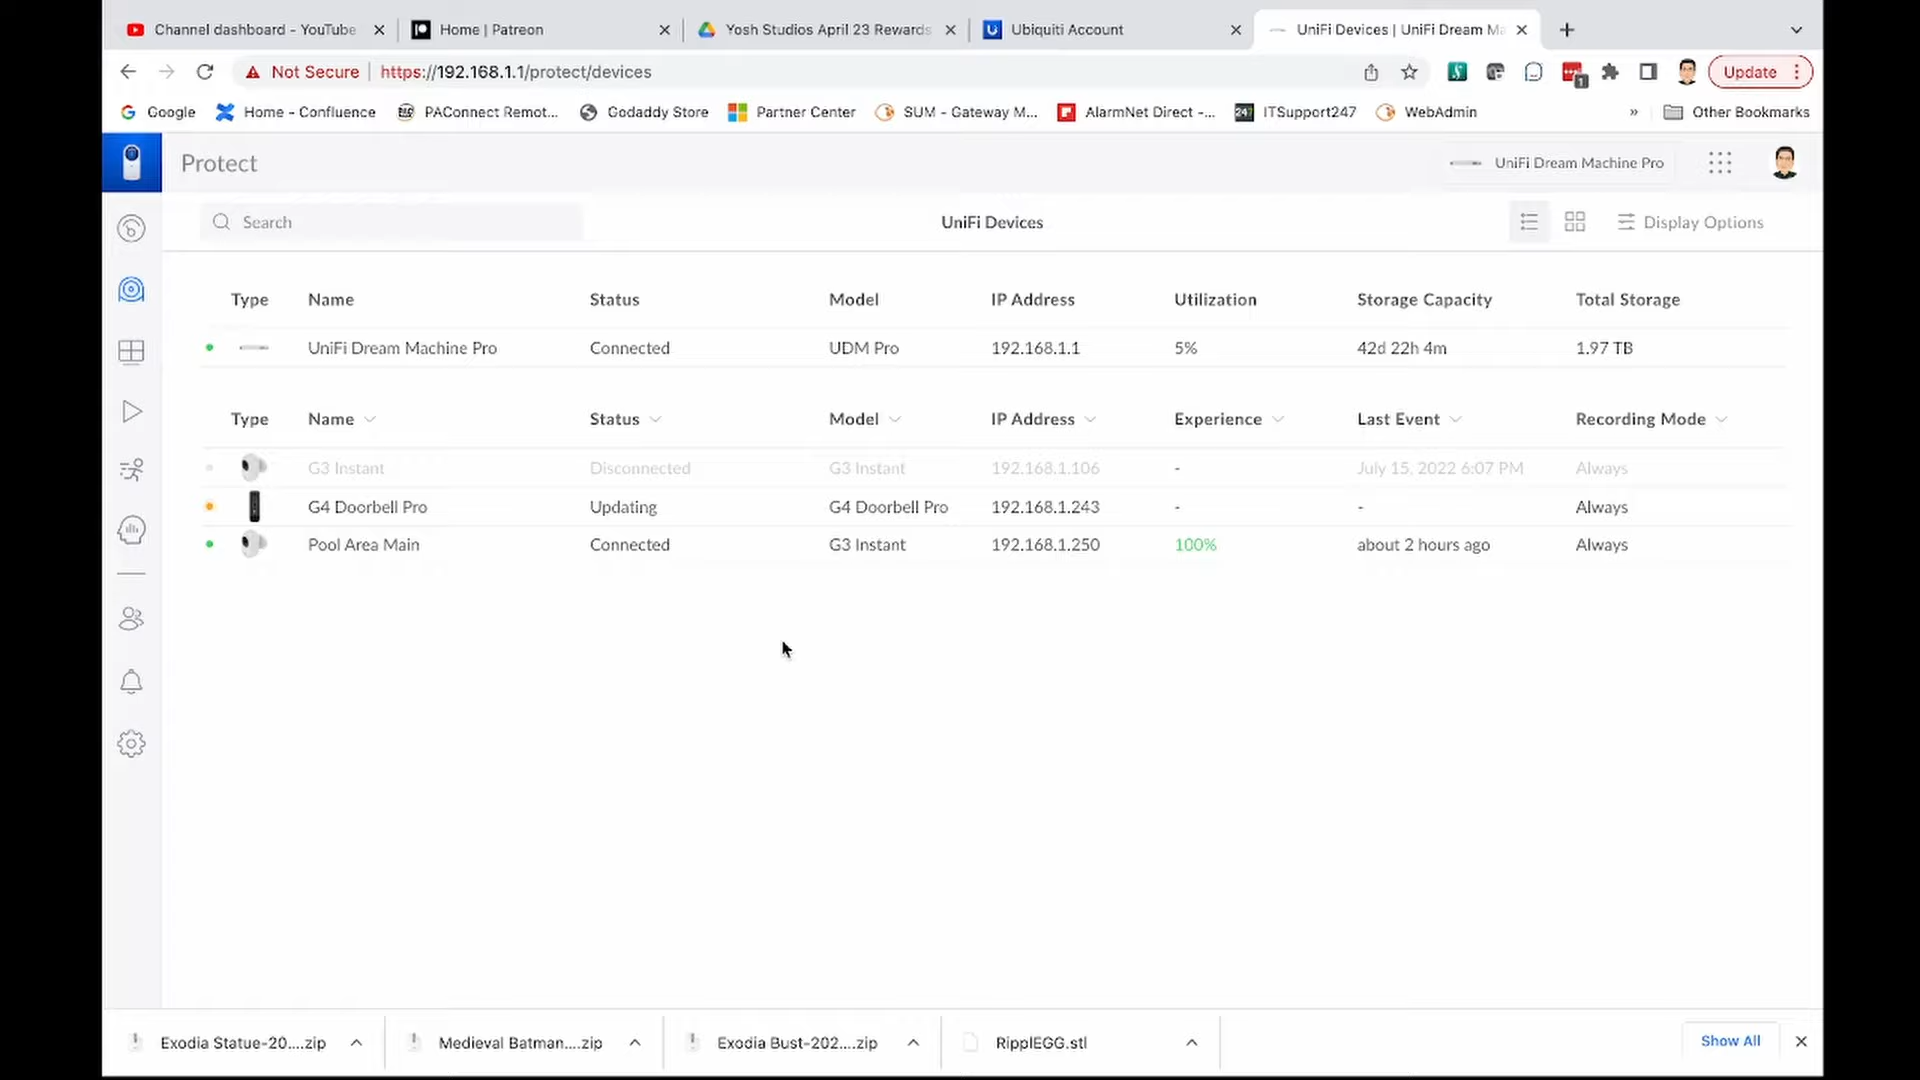 Channel dashboard - YouTube
Home | Patreon
Yosh Studios April 23 Rewards
Ubiquiti Account
UniFi Devices | UniFi Dream Ma
Not Secure | https://192.168.1.1/protect/devices
1
Update
Google
Home - Confluence
PAConnect Remot...
Godaddy Store
Partner Center
SUM - Gateway M...
AlarmNet Direct -...
247
ITSupport247
WebAdmin
»
Other Bookmarks
Protect
UniFi Dream Machine Pro
Search
UniFi Devices
Display Options
Type Name Status Model IP Address Utilization Storage Capacity Total Storage
UniFi Dream Machine Pro Connected UDM Pro 192.168.1.1 5% 42d 22h 4m 1.97 TB
Type Name Status Model IP Address Experience Last Event Recording Mode
G3 Instant Disconnected G3 Instant 192.168.1.106 - July 15, 2022 6:07 PM Always
G4 Doorbell Pro Updating G4 Doorbell Pro 192.168.1.243 - - Always
Pool Area Main Connected G3 Instant 192.168.1.250 100% about 2 hours ago Always
Exodia Statue-20....zip
Medieval Batman....zip
Exodia Bust-202....zip
RipplEGG.stl
Show All